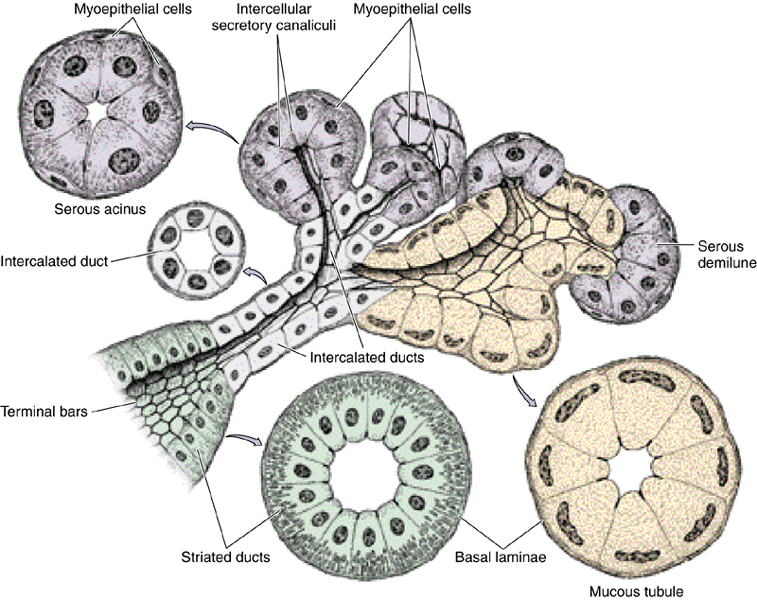 Myoepithelial cells
Intercellular
secretory canaliculi
Myoepithelial cells
Serous acinus
Intercalated duct
Serous
demilune
Intercalated ducts
Terminal bars
Striated ducts
Basal laminae
Mucous tubule